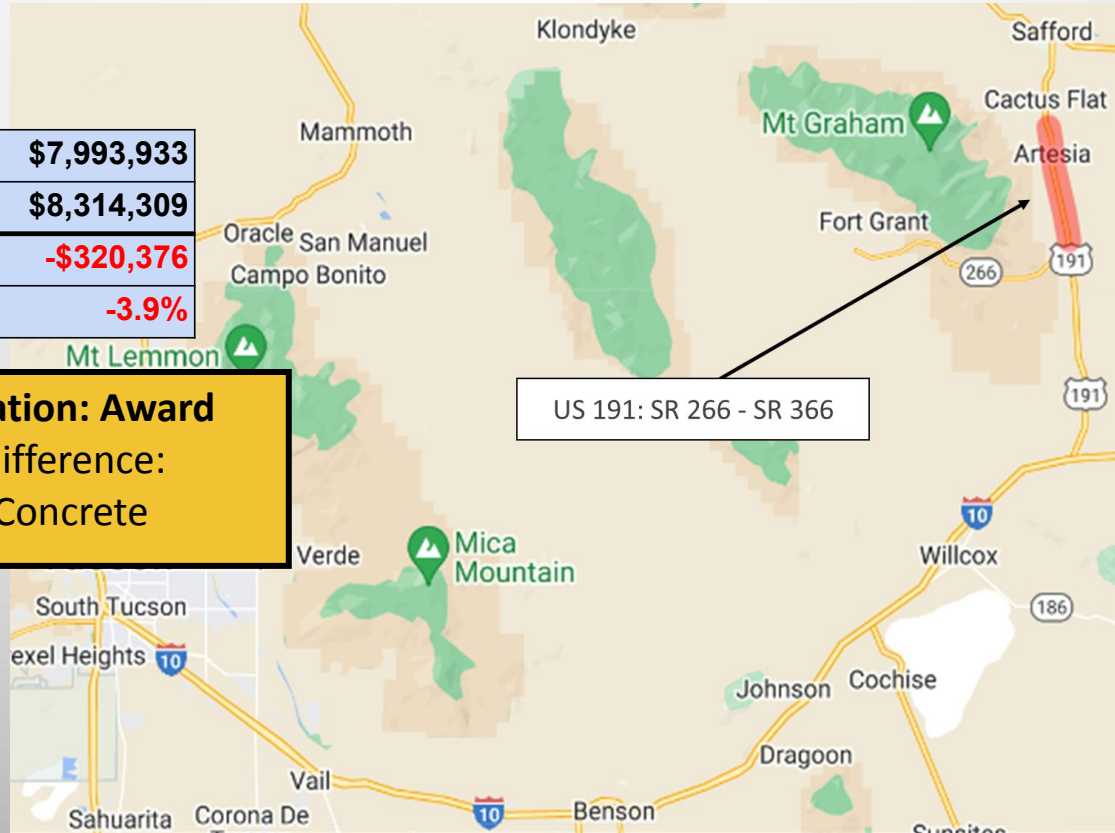 Klondyke
Safford
Cactus Flat
Mt Graham
Mammoth
Artesia
$7,993,933
$8,314,309
-$320,376
-3.9%
Oracle
San Manuel
Campo Bonito
Fort Grant
266
191
Mt Lemmon
ation: Award
ifference:
Concrete
US 191: SR 266 - SR 366
191
10
Willcox
Verde
Mica
Mountain
South Tucson
186
exel Heights
10
Johnson
Cochise
Dragoon
Vail
10
Benson
Sahuarita
Corona De